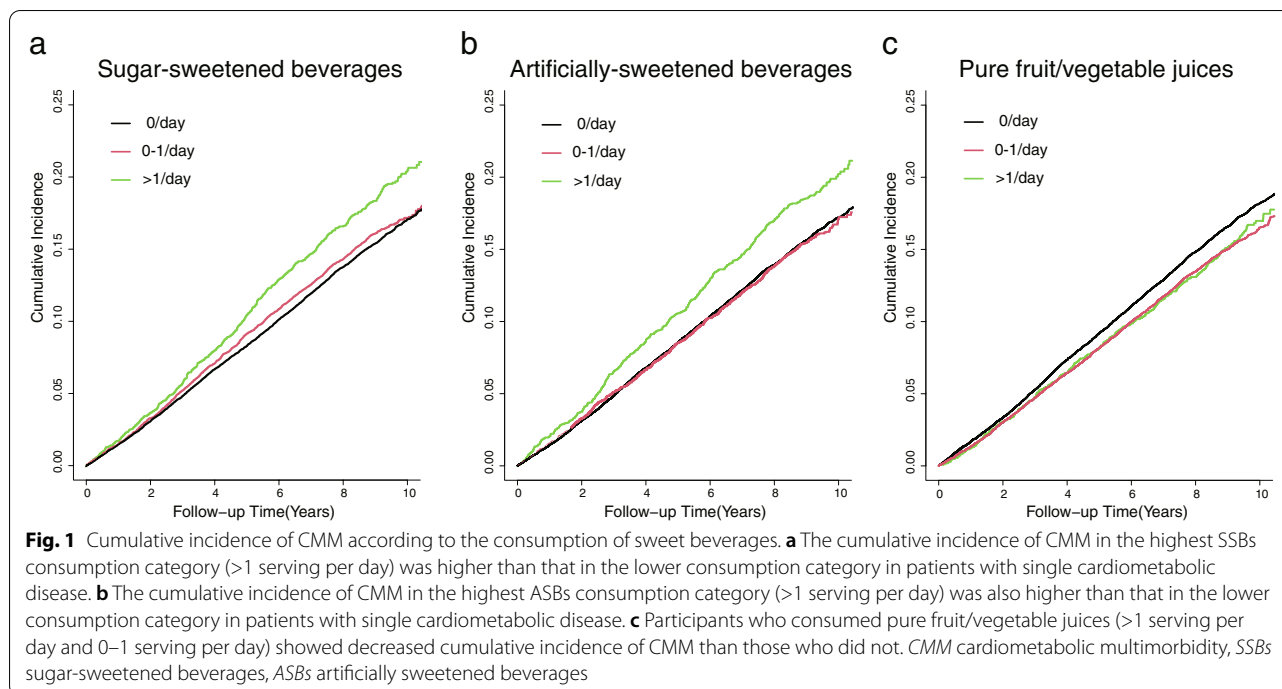 a
Sugar-sweetened beverages
0.25
0.20
0.15
0.10
0.05
0.00
Cumulative Incidence
0/day
0-1/day
>1/day
0 2 4 6 8 10
Follow–up Time(Years)
b
Artificially-sweetened beverages
0.25
0.20
0.15
0.10
0.05
0.00
Cumulative Incidence
0/day
0-1/day
>1/day
0 2 4 6 8 10
Follow–up Time(Years)
c
Pure fruit/vegetable juices
0.25
0.20
0.15
0.10
0.05
0.00
Cumulative Incidence
0/day
0-1/day
>1/day
0 2 4 6 8 10
Follow–up Time(Years)
Fig. 1 Cumulative incidence of CMM according to the consumption of sweet beverages. a The cumulative incidence of CMM in the highest SSBs
consumption category (>1 serving per day) was higher than that in the lower consumption category in patients with single cardiometabolic
disease. b The cumulative incidence of CMM in the highest ASBs consumption category (>1 serving per day) was also higher than that in the lower
consumption category in patients with single cardiometabolic disease. c Participants who consumed pure fruit/vegetable juices (>1 serving per
day and 0–1 serving per day) showed decreased cumulative incidence of CMM than those who did not. CMM cardiometabolic multimorbidity, SSBs
sugar-sweetened beverages, ASBs artificially sweetened beverages